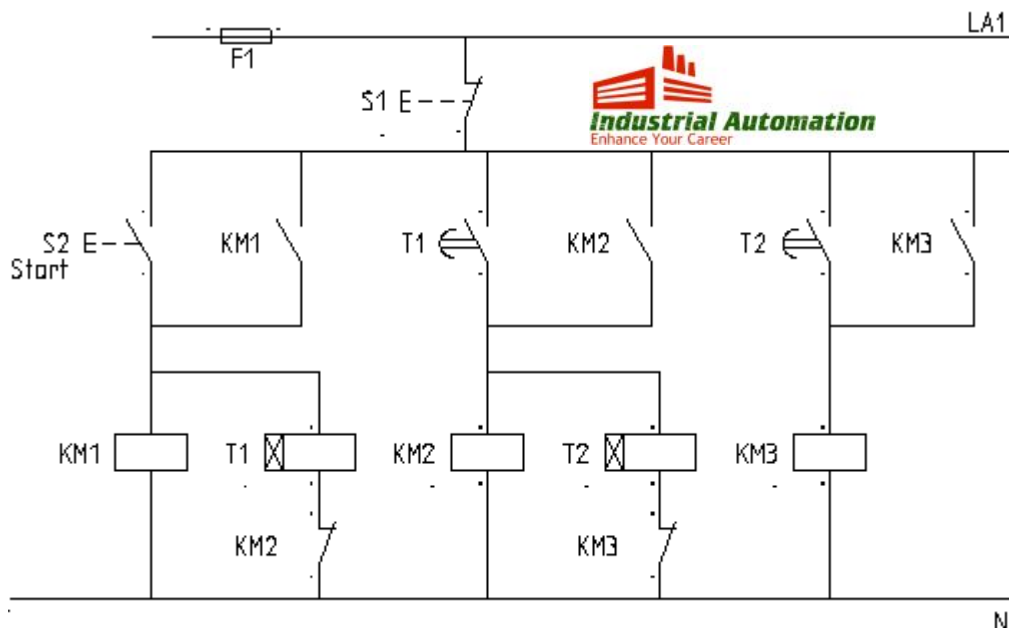 LA1
F1
S1 E
Industrial Automation
Enhance Your Career
S2 E
Start
KM1
T1
KM2
T2
KM3
KM1
T1
KM2
T2
KM3
KM2
KM3
N